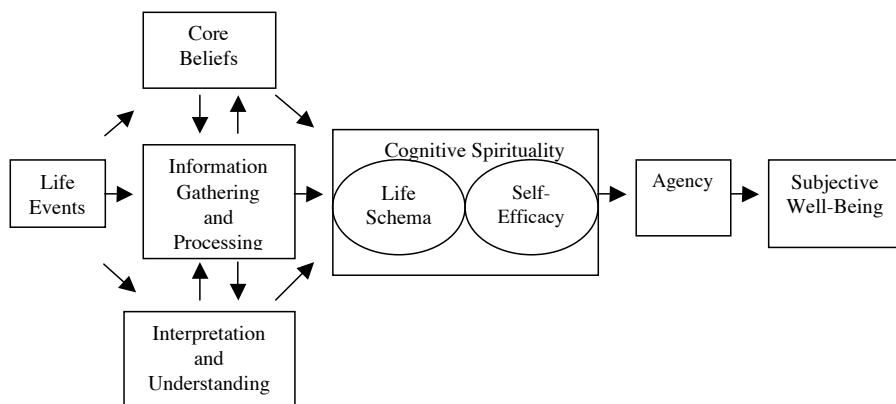 Core
Beliefs
Life
Events
Information
Gathering
and
Processing
Interpretation
and
Understanding
Cognitive Spirituality
Life
Schema
Self-
Efficacy
Agency
Subjective
Well-Being